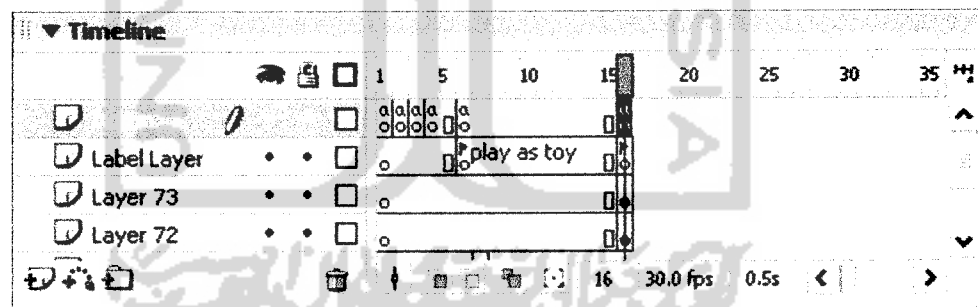 Timeline
1 5 10 15 20 25 30 35
a a a a a
Label Layer play as toy
Layer 73
Layer 72
16 30.0 fps 0.5s